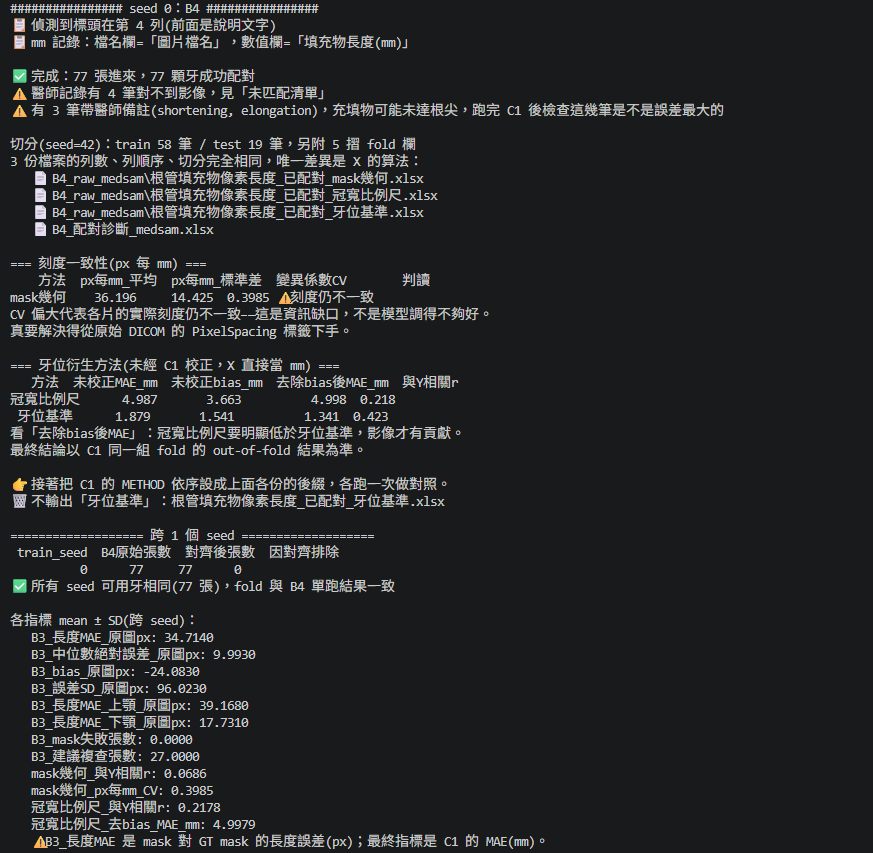 ################ seed 0：B4 ################
📋 偵測到標頭在第 4 列(前面是說明文字)
📋 mm 記錄：檔名欄=「圖片檔名」，數值欄=「填充物長度(mm)」
✅ 完成：77 張進來，77 顆牙成功配對
⚠️ 醫師記錄有 4 筆對不到影像，見「未匹配清單」
⚠️ 有 3 筆帶醫師備註(shortening, elongation)，充填物可能未達根尖，跑完 C1 後檢查這幾筆是不是誤差最大的
切分(seed=42)：train 58 筆 / test 19 筆，另附 5 摺 fold 欄
3 份檔案的列數、列順序、切分完全相同，唯一差異是 X 的算法：
📄 B4_raw_medsam\根管填充物像素長度_已配對_mask幾何.xlsx
📄 B4_raw_medsam\根管填充物像素長度_已配對_冠寬比例尺.xlsx
📄 B4_raw_medsam\根管填充物像素長度_已配對_牙位基準.xlsx
📄 B4_配對診斷_medsam.xlsx
=== 刻度一致性(px 每 mm) ===
方法 px每mm_平均 px每mm_標準差 變異係數CV 判讀
mask幾何 36.196 14.425 0.3985 ⚠️刻度仍不一致
CV 偏大代表各片的實際刻度仍不一致——這是資訊缺口，不是模型調得不夠好。
真要解決得從原始 DICOM 的 PixelSpacing 標籤下手。
=== 牙位衍生方法(未經 C1 校正，X 直接當 mm) ===
方法 未校正MAE_mm 未校正bias_mm 去除bias後MAE_mm 與Y相關r
冠寬比例尺 4.987 3.663 4.998 0.218
牙位基準 1.879 1.541 1.341 0.423
看「去除bias後MAE」：冠寬比例尺要明顯低於牙位基準，影像才有貢獻。
最終結論以 C1 同一組 fold 的 out-of-fold 結果為準。
👉 接著把 C1 的 METHOD 依序設成上面各份的後綴，各跑一次做對照。
🗑️ 不輸出「牙位基準」：根管填充物像素長度_已配對_牙位基準.xlsx
=================== 跨 1 個 seed ===================
train_seed B4原始張數 對齊後張數 因對齊排除
0 77 77 0
✅ 所有 seed 可用牙相同(77 張)，fold 與 B4 單跑結果一致
各指標 mean ± SD(跨 seed)：
B3_長度MAE_原圖px: 34.7140
B3_中位數絕對誤差_原圖px: 9.9930
B3_bias_原圖px: -24.0830
B3_誤差SD_原圖px: 96.0230
B3_長度MAE_上顎_原圖px: 39.1680
B3_長度MAE_下顎_原圖px: 17.7310
B3_mask失敗張數: 0.0000
B3_建議複查張數: 27.0000
mask幾何_與Y相關r: 0.0686
mask幾何_px每mm_CV: 0.3985
冠寬比例尺_與Y相關r: 0.2178
冠寬比例尺_去bias_MAE_mm: 4.9979
⚠️B3_長度MAE 是 mask 對 GT mask 的長度誤差(px)；最終指標是 C1 的 MAE(mm)。